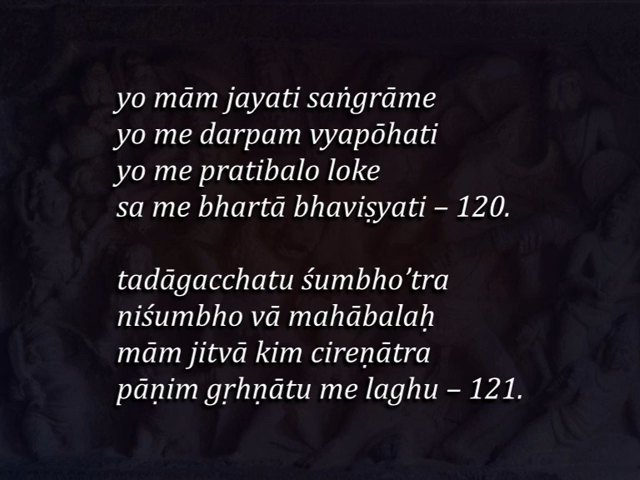 yo mām jayati saṅgrāme
yo me darpam vyapōhati
yo me pratibalo loke
sa me bhartā bhaviṣyati – 120.
tadāgacchatu śumbho’tra
niśumbho vā mahābalaḥ
mām jitvā kim cireṇātra
pāṇim gṛhṇātu me laghu – 121.